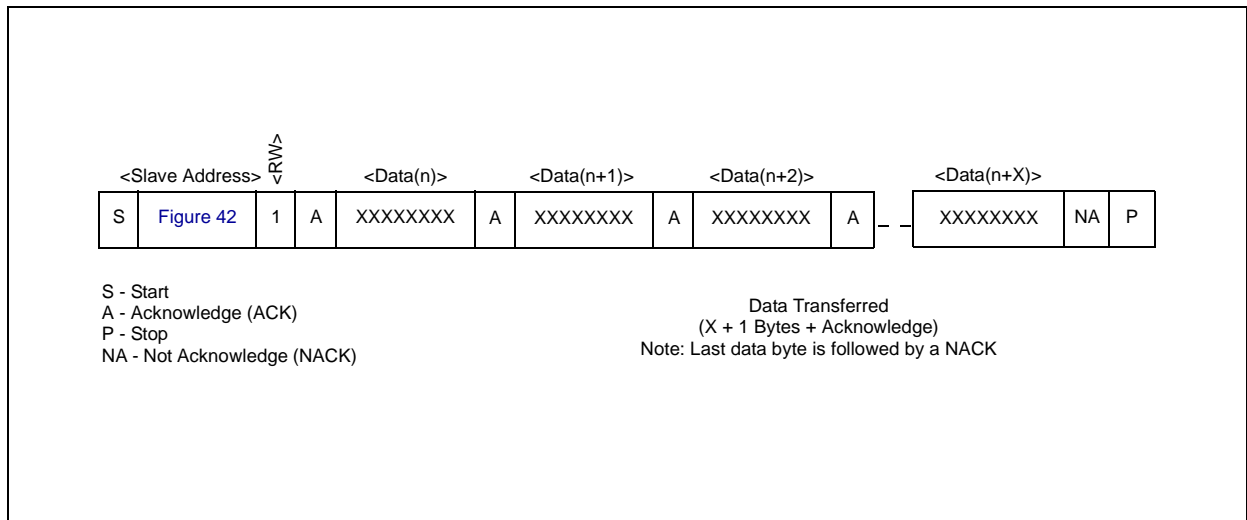 <Slave Address> <RW> <Data(n)> <Data(n+1)> <Data(n+2)> <Data(n+X)>
S Figure 42 1 A XXXXXXXX A XXXXXXXX A XXXXXXXX A XXXXXXXX NA P
S - Start
A - Acknowledge (ACK)
P - Stop
NA - Not Acknowledge (NACK)
Data Transferred
(X + 1 Bytes + Acknowledge)
Note: Last data byte is followed by a NACK